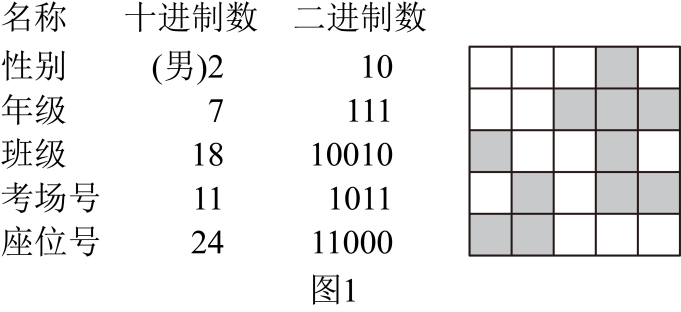 名称 十进制数 二进制数
性别 (男)2 10
年级 7 111
班级 18 10010
考场号 11 1011
座位号 24 11000
图1